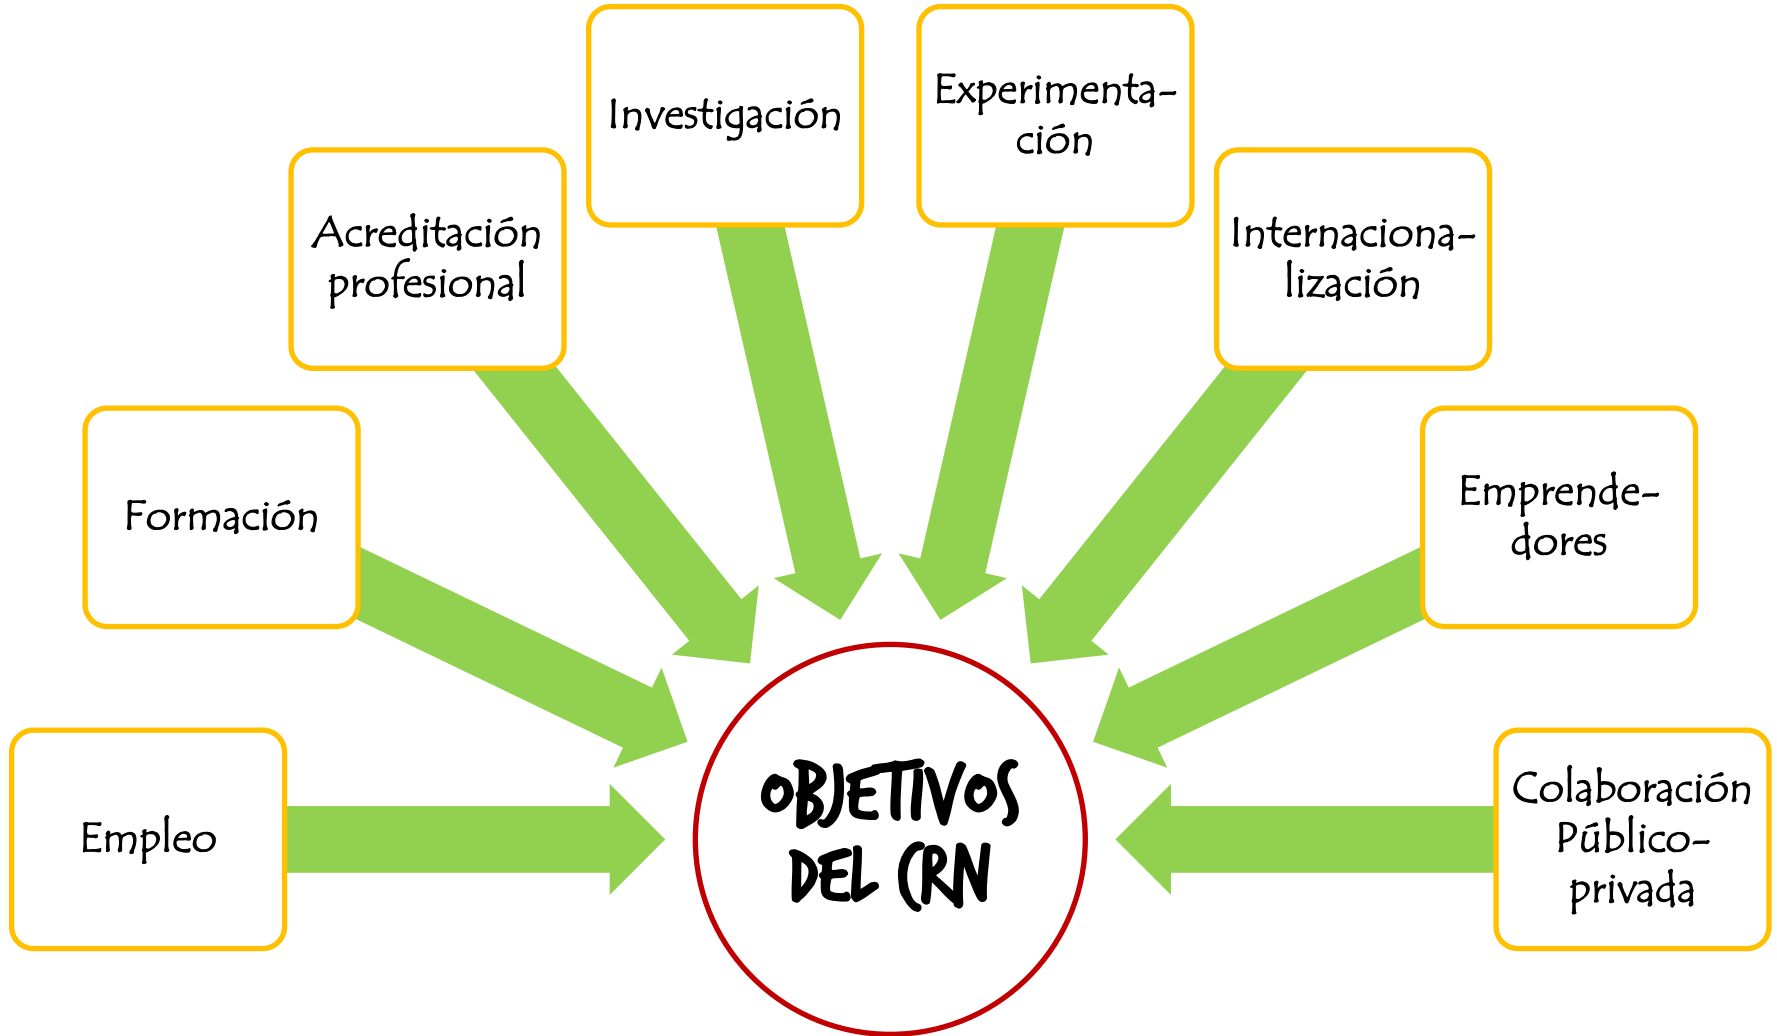 Investigación
Experimenta-
ción
Acreditación
profesional
Internaciona-
lización
Formación
Emprende-
dores
Empleo
OBJETIVOS
DEL CRN
Colaboración
Público-
privada